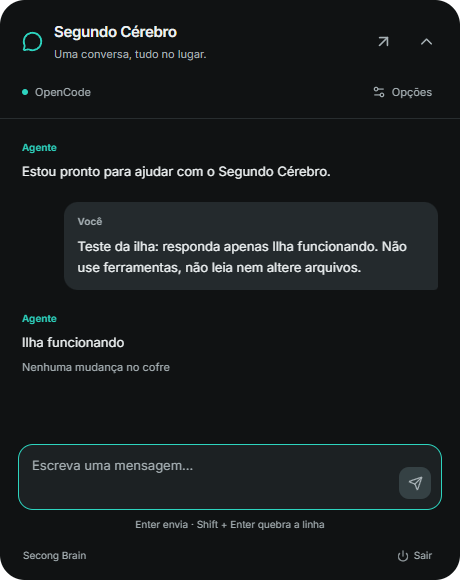 Segundo Cérebro
Uma conversa, tudo no lugar.
OpenCode
Opções
Agente
Estou pronto para ajudar com o Segundo Cérebro.
Você
Teste da ilha: responda apenas Ilha funcionando. Não
use ferramentas, não leia nem altere arquivos.
Agente
Ilha funcionando
Nenhuma mudança no cofre
Escreva uma mensagem...
Enter envia · Shift + Enter quebra a linha
Secong Brain
Sair